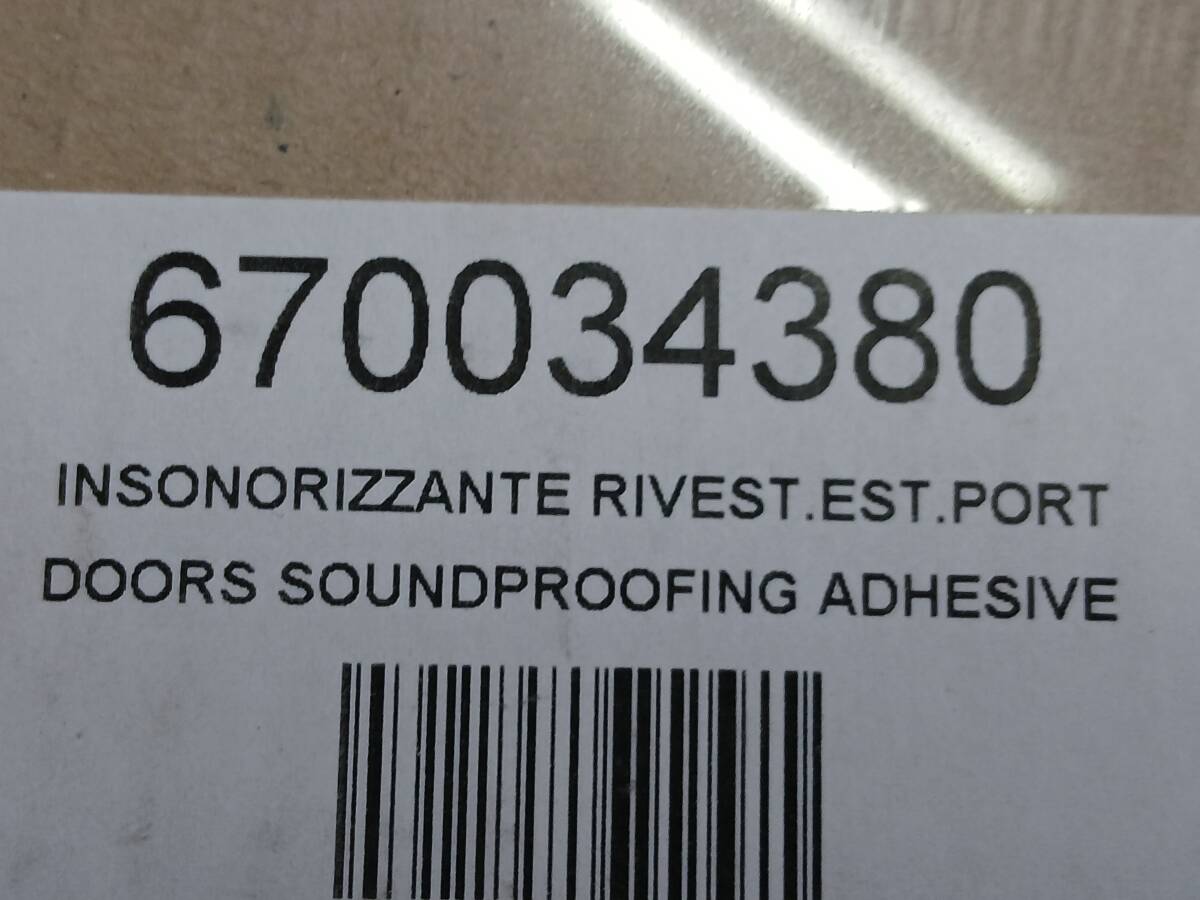 670034380
INSONORIZZANTE RIVEST.EST.PORT
DOORS SOUNDPROOFING ADHESIVE